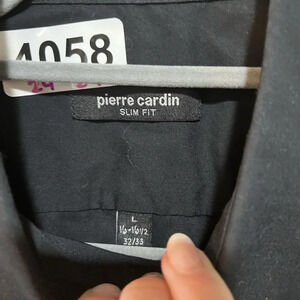 4058
pierre cardin
SLIM FIT
L
16-16 1/2
32/33